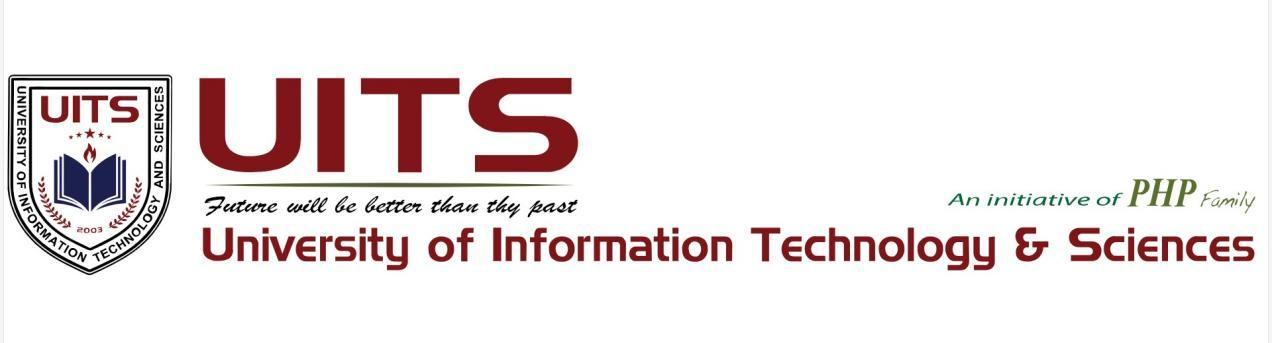 UITS
UNIVERSITY OF INFORMATION TECHNOLOGY AND SCIENCES
2003
UITS
Future will be better than thy past
An initiative of PHP Family
University of Information Technology & Sciences